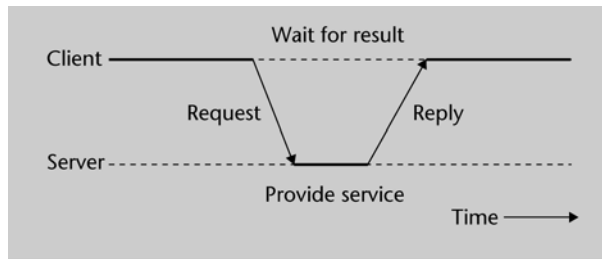 Wait for result
Client
Request
Reply
Server
Provide service
Time